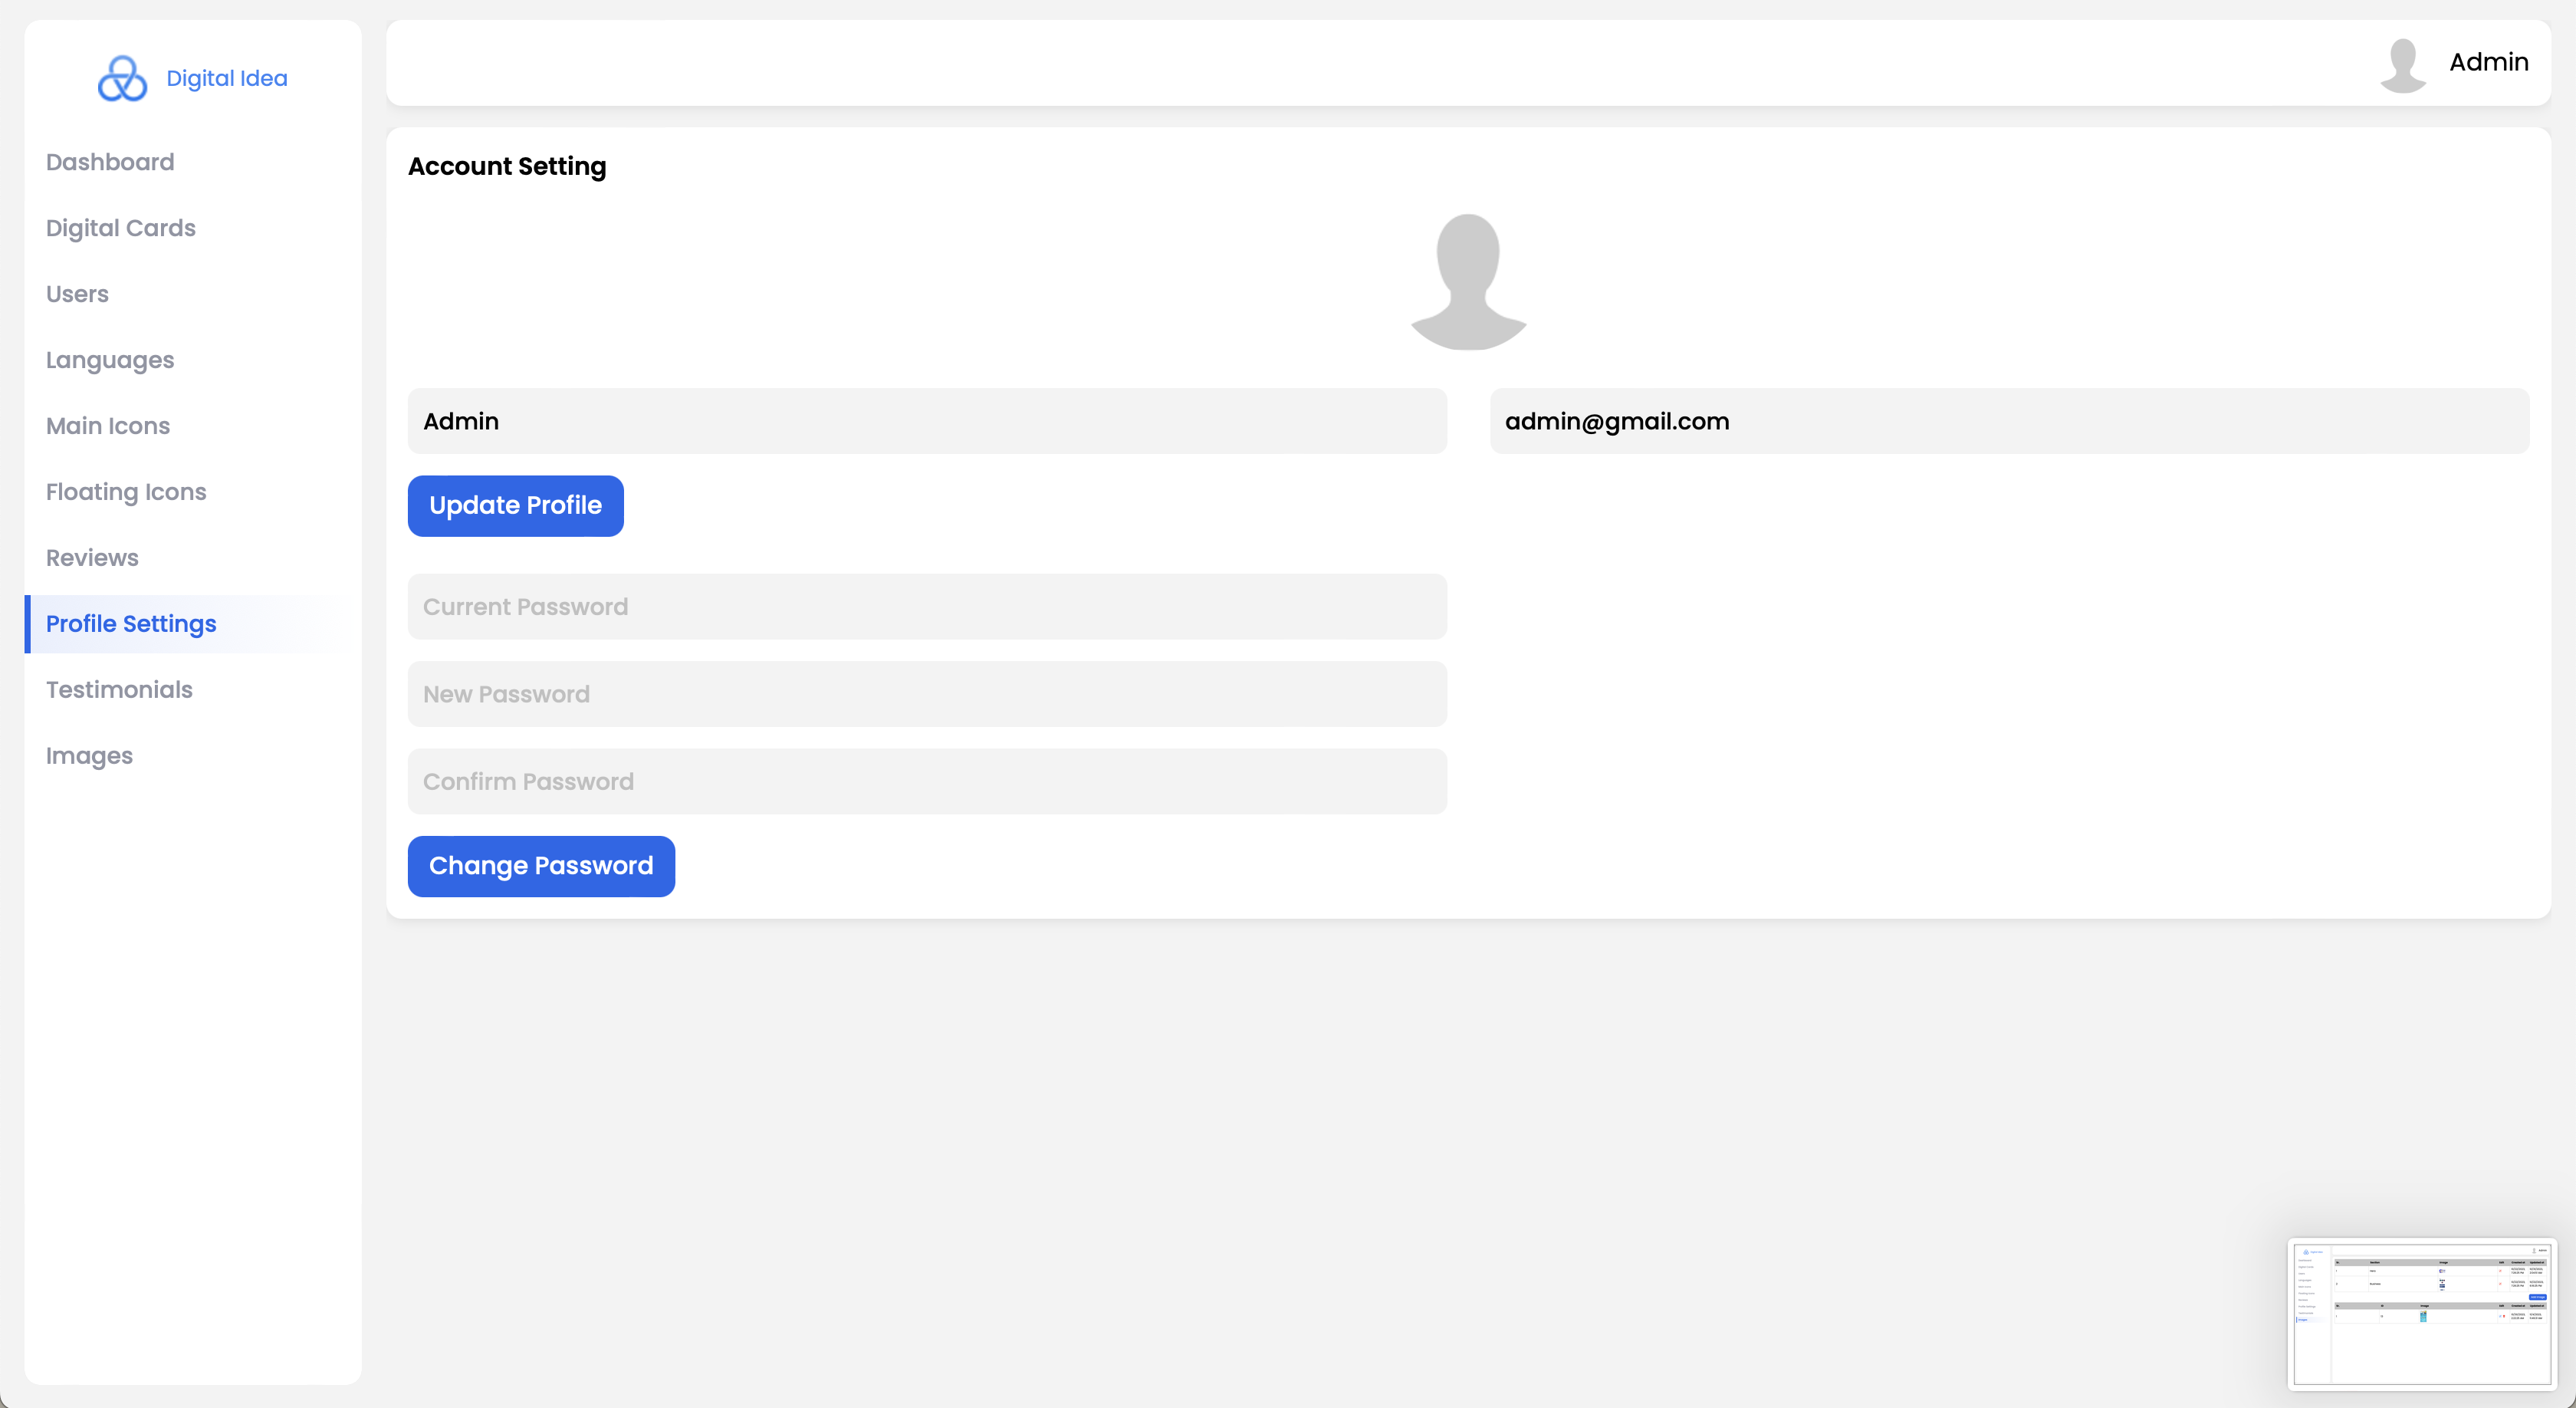 Digital Idea
Dashboard
Digital Cards
Users
Languages
Main Icons
Floating Icons
Reviews
Profile Settings
Testimonials
Images
Admin
Account Setting
Admin
admin@gmail.com
Update Profile
Current Password
New Password
Confirm Password
Change Password